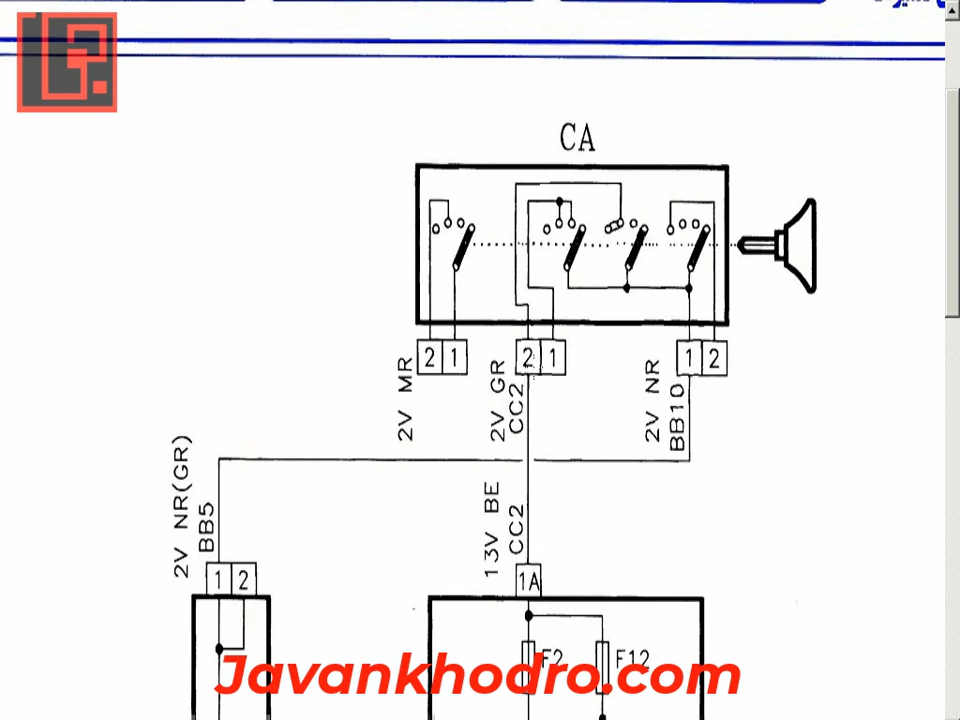 CA
2 1 2 1 1 2
2V MR
2V GR
CC2
2V NR
BB10
2V NR(GR)
BB5
13V BE
CC2
1 2
1A
F2 F12
Javankhodro.com